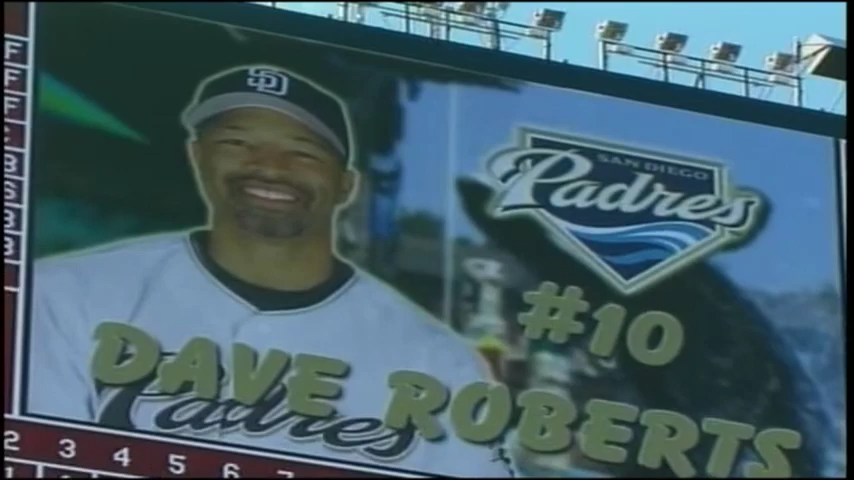 F
F
F
C
B
S
B
B
SD
SAN DIEGO
Padres
#10
DAVE ROBERTS
Padres
2 3 4 5 6 7